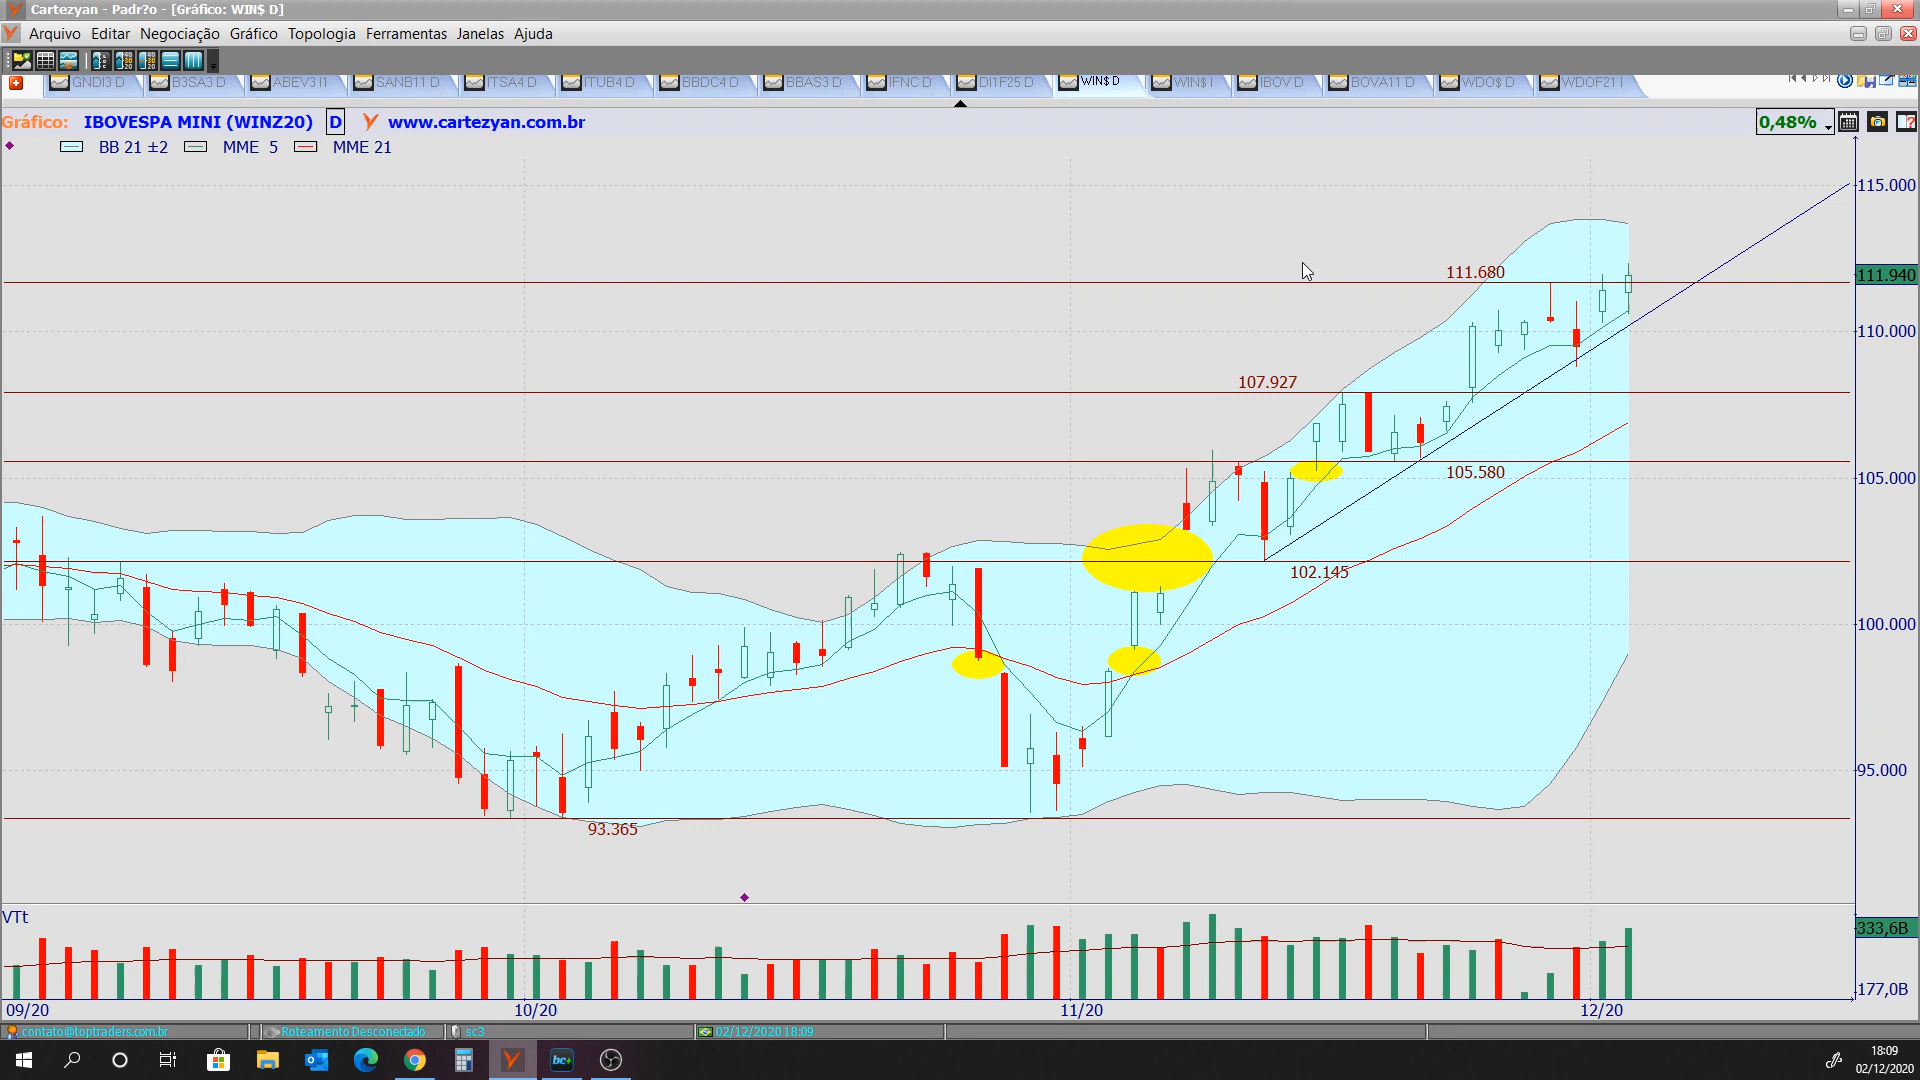 Cartezyan - Padr?o - [Gráfico: WIN$ D]
Arquivo Editar Negociação Gráfico Topologia Ferramentas Janelas Ajuda
GNDI3 D B3SA3 D ABEV3 I1 SANB11 D ITSA4 D ITUB4 D BBDC4 D BBAS3 D IFNC D DI1F25 D WIN$ D WIN$ I IBOV D BOVA11 D WDO$ D WDOF21 I
Gráfico: IBOVESPA MINI (WINZ20) D www.cartezyan.com.br 0,48%
BB 21 ±2 MME 5 MME 21
115.000
111.680
111.940
110.000
107.927
105.580
105.000
102.145
100.000
95.000
93.365
VTt
333,6B
177,0B
09/20 10/20 11/20 12/20
contato@toptraders.com.br Roteamento Desconectado sc3 02/12/2020 18:09
bc+
18:09
02/12/2020